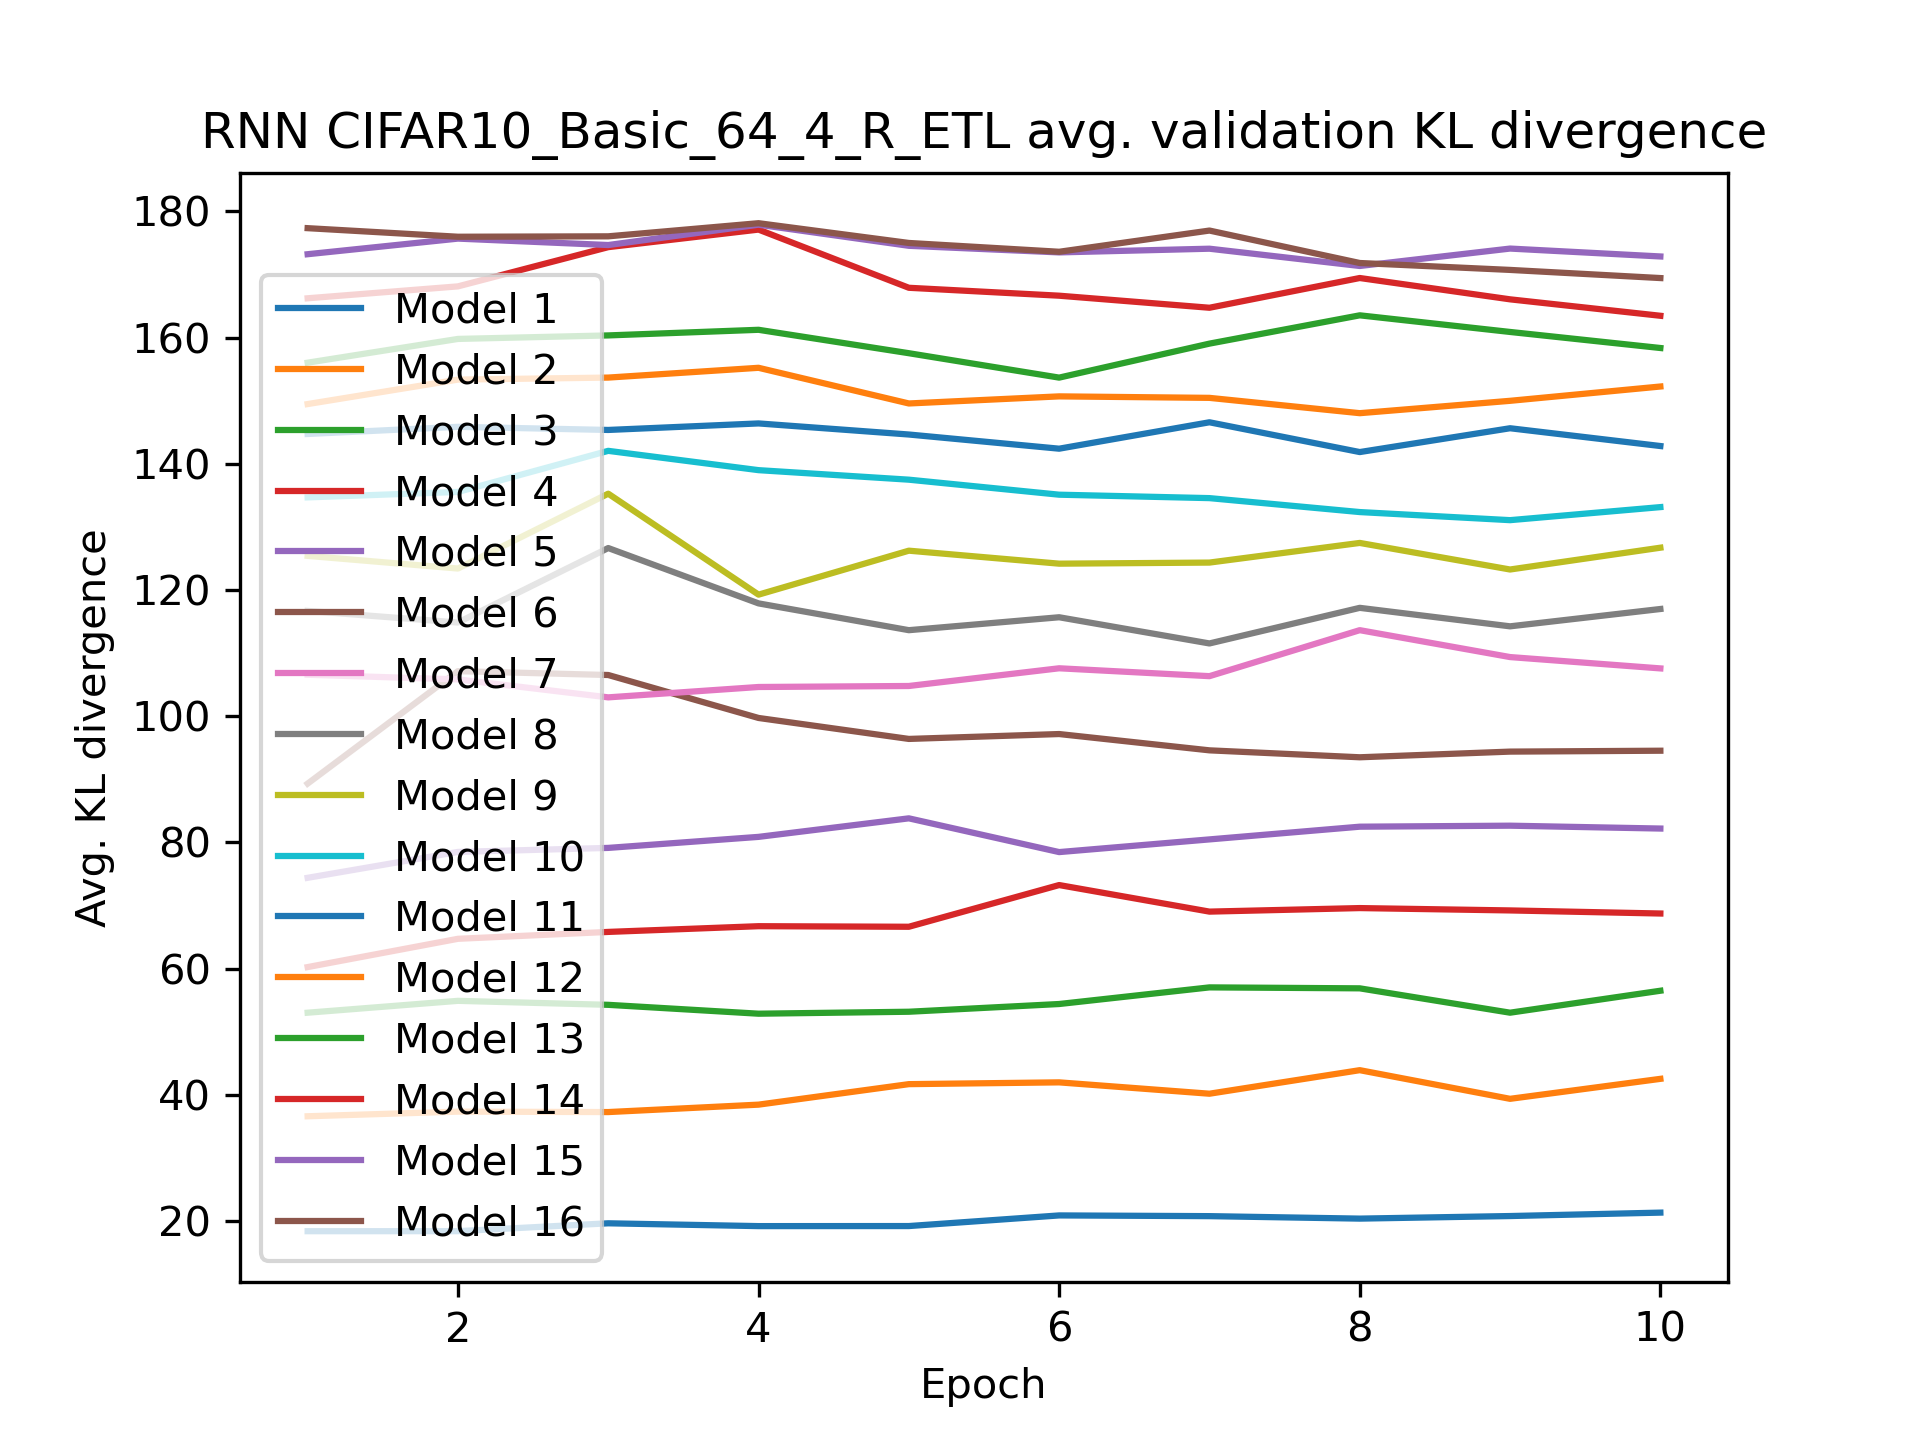 RNN CIFAR10_Basic_64_4_R_ETL avg. validation KL divergence
Avg. KL divergence
180
160
140
120
100
80
60
40
20
Model 1
Model 2
Model 3
Model 4
Model 5
Model 6
Model 7
Model 8
Model 9
Model 10
Model 11
Model 12
Model 13
Model 14
Model 15
Model 16
2 4 6 8 10
Epoch